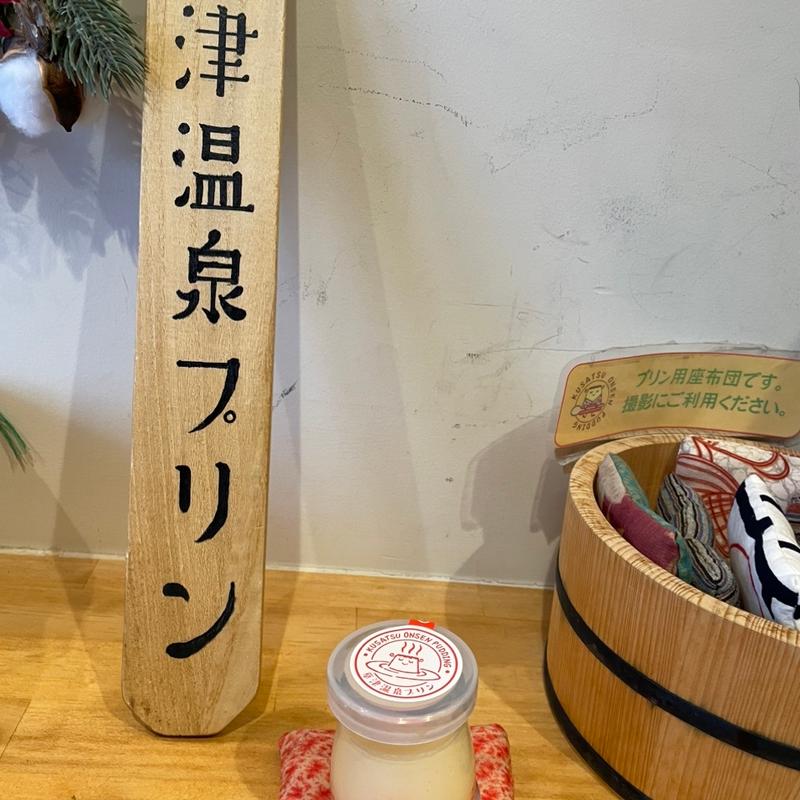 津温泉プリン
KUSATSU ONSEN PUDDING
プリン用座布団です。
撮影にご利用ください。
KUSATSU ONSEN PUDDING
草津温泉プリン